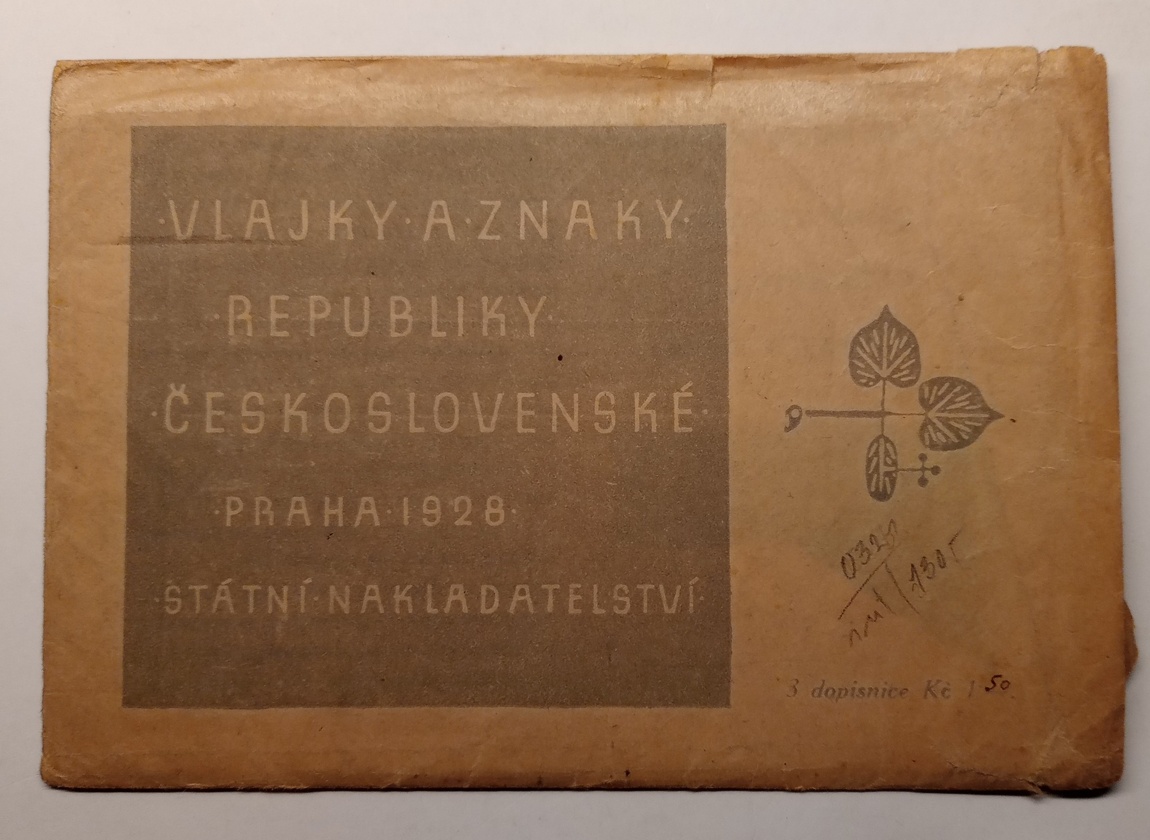 ·VLAJKY·A·ZNAKY·
·REPUBLIKY·
·ČESKOSLOVENSKÉ·
·PRAHA·1928·
·STÁTNÍ·NAKLADATELSTVÍ·
3 dopisnice Kč 1 50